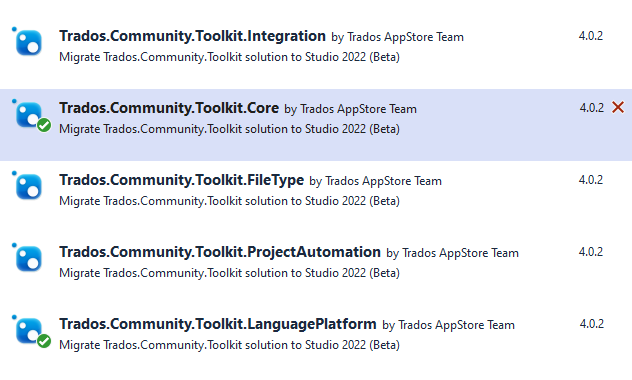 Trados.Community.Toolkit.Integration by Trados AppStore Team 4.0.2
Migrate Trados.Community.Toolkit solution to Studio 2022 (Beta)
Trados.Community.Toolkit.Core by Trados AppStore Team 4.0.2
Migrate Trados.Community.Toolkit solution to Studio 2022 (Beta)
Trados.Community.Toolkit.FileType by Trados AppStore Team 4.0.2
Migrate Trados.Community.Toolkit solution to Studio 2022 (Beta)
Trados.Community.Toolkit.ProjectAutomation by Trados AppStore Team 4.0.2
Migrate Trados.Community.Toolkit solution to Studio 2022 (Beta)
Trados.Community.Toolkit.LanguagePlatform by Trados AppStore Team 4.0.2
Migrate Trados.Community.Toolkit solution to Studio 2022 (Beta)